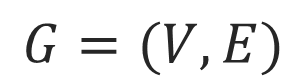 G = (V, E)